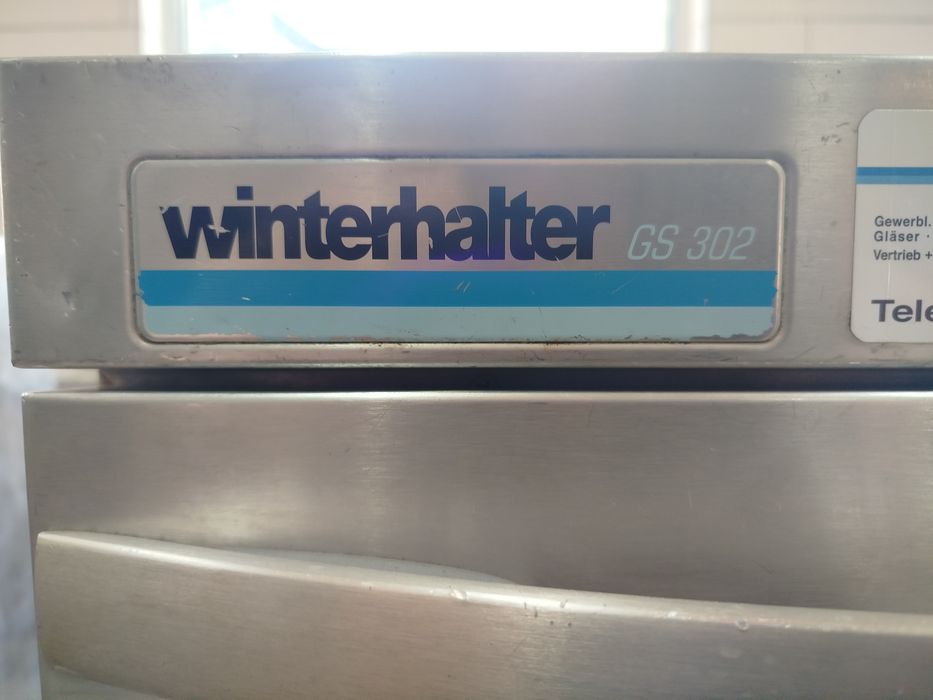 winterhalter GS 302
Gewerbl.
Gläser ·
Vertrieb +
Tele